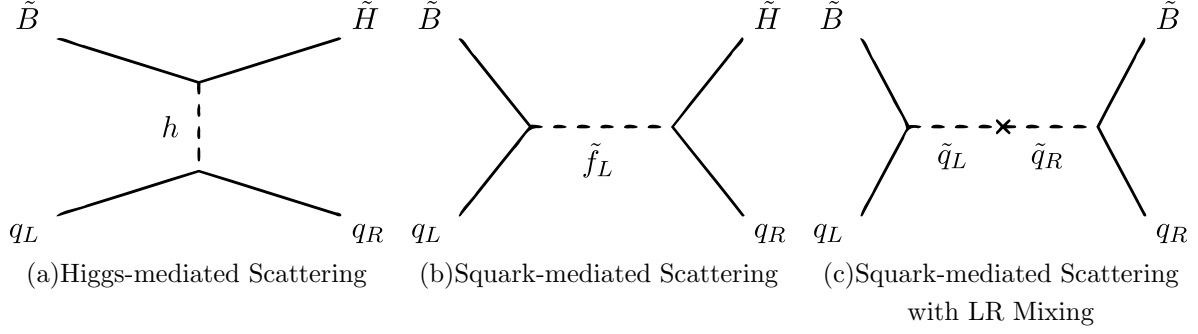 B̃ H̃ B̃ H̃ B̃ B̃
h f̃_L q̃_L q̃_R
q_L q_R q_L q_R q_L q_R
(a)Higgs-mediated Scattering (b)Squark-mediated Scattering (c)Squark-mediated Scattering
with LR Mixing